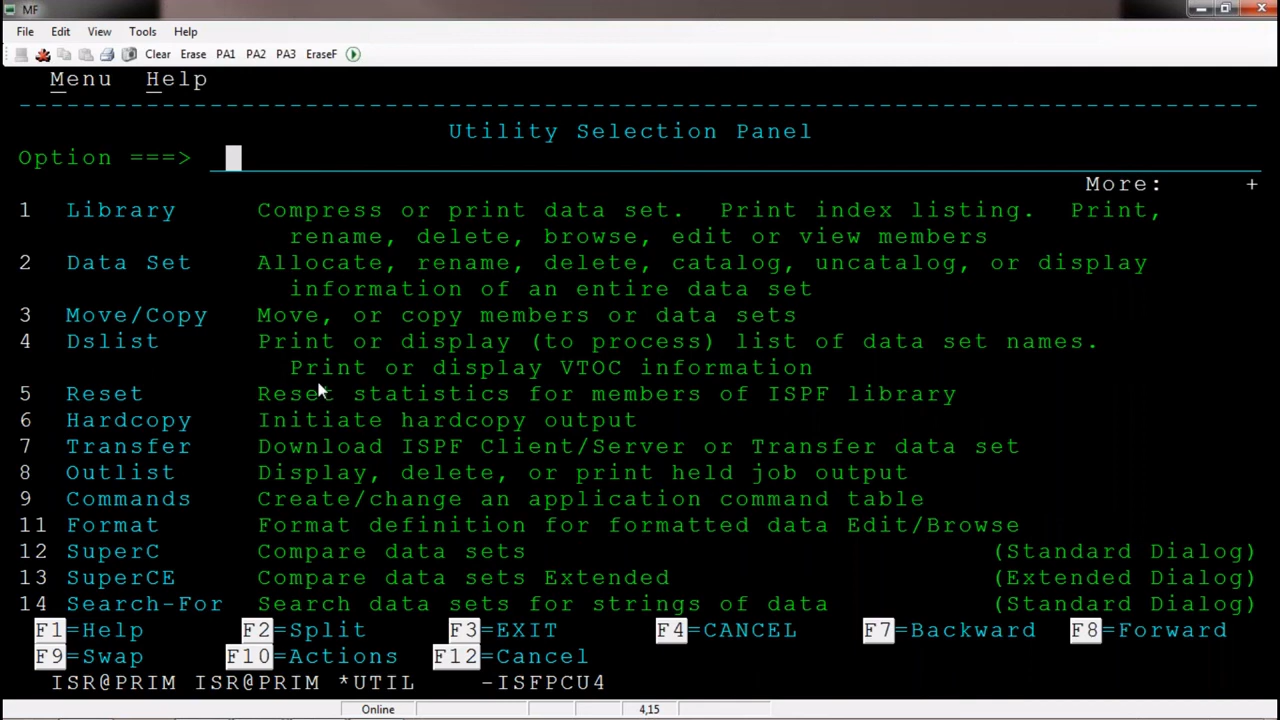 MF
File Edit View Tools Help
Clear Erase PA1 PA2 PA3 EraseF
Menu Help
Utility Selection Panel
Option ===>
More: +
1 Library Compress or print data set. Print index listing. Print,
rename, delete, browse, edit or view members
2 Data Set Allocate, rename, delete, catalog, uncatalog, or display
information of an entire data set
3 Move/Copy Move, or copy members or data sets
4 Dslist Print or display (to process) list of data set names.
Print or display VTOC information
5 Reset Reset statistics for members of ISPF library
6 Hardcopy Initiate hardcopy output
7 Transfer Download ISPF Client/Server or Transfer data set
8 Outlist Display, delete, or print held job output
9 Commands Create/change an application command table
11 Format Format definition for formatted data Edit/Browse
12 SuperC Compare data sets (Standard Dialog)
13 SuperCE Compare data sets Extended (Extended Dialog)
14 Search-For Search data sets for strings of data (Standard Dialog)
F1=Help F2=Split F3=EXIT F4=CANCEL F7=Backward F8=Forward
F9=Swap F10=Actions F12=Cancel
ISR@PRIM ISR@PRIM *UTIL -ISFPCU4
Online 4,15